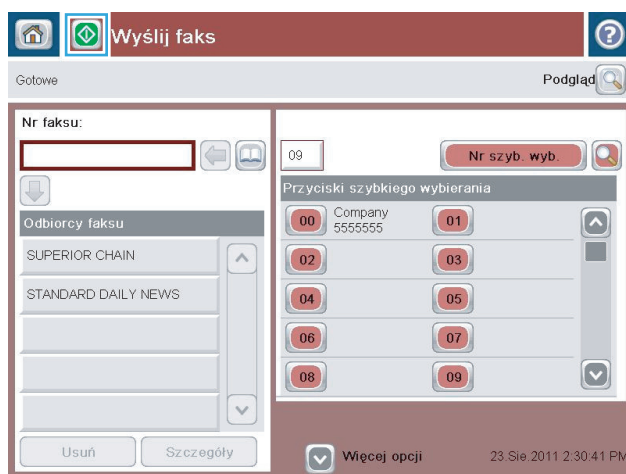 Wyślij faks
Gotowe
Podgląd
Nr faksu:
09
Nr szyb. wyb.
Przyciski szybkiego wybierania
Odbiorcy faksu
SUPERIOR CHAIN
STANDARD DAILY NEWS
00 Company 01
5555555
02 03
04 05
06 07
08 09
Usuń Szczegóły
Więcej opcji
23.Sie.2011 2:30:41 PM